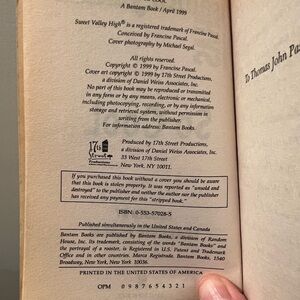 COOL
A Bantam Book / April 1999
Sweet Valley High® is a registered trademark of Francine Pascal.
Conceived by Francine Pascal.
Cover photography by Michael Segal.
All rights reserved.
Copyright © 1999 by Francine Pascal.
Cover art copyright © 1999 by 17th Street Productions,
a division of Daniel Weiss Associates, Inc.
No part of this book may be reproduced or transmitted
in any form or by any means, electronic or mechanical,
including photocopying, recording, or by any information
storage and retrieval system, without permission in
writing from the publisher.
For information address: Bantam Books.
17th Street
Productions
Produced by 17th Street Productions,
a division of Daniel Weiss Associates, Inc.
33 West 17th Street
New York, NY 10011.
If you purchased this book without a cover you should be aware
that this book is stolen property. It was reported as "unsold and
destroyed" to the publisher and neither the author nor the publisher
has received any payment for this "stripped book."
ISBN: 0-553-57028-5
Published simultaneously in the United States and Canada
Bantam Books are published by Bantam Books, a division of Random
House, Inc. Its trademark, consisting of the words "Bantam Books" and
the portrayal of a rooster, is Registered in U.S. Patent and Trademark
Office and in other countries. Marca Registrada. Bantam Books, 1540
Broadway, New York, New York 10036.
PRINTED IN THE UNITED STATES OF AMERICA
OPM 0 9 8 7 6 5 4 3 2 1
To Thomas John